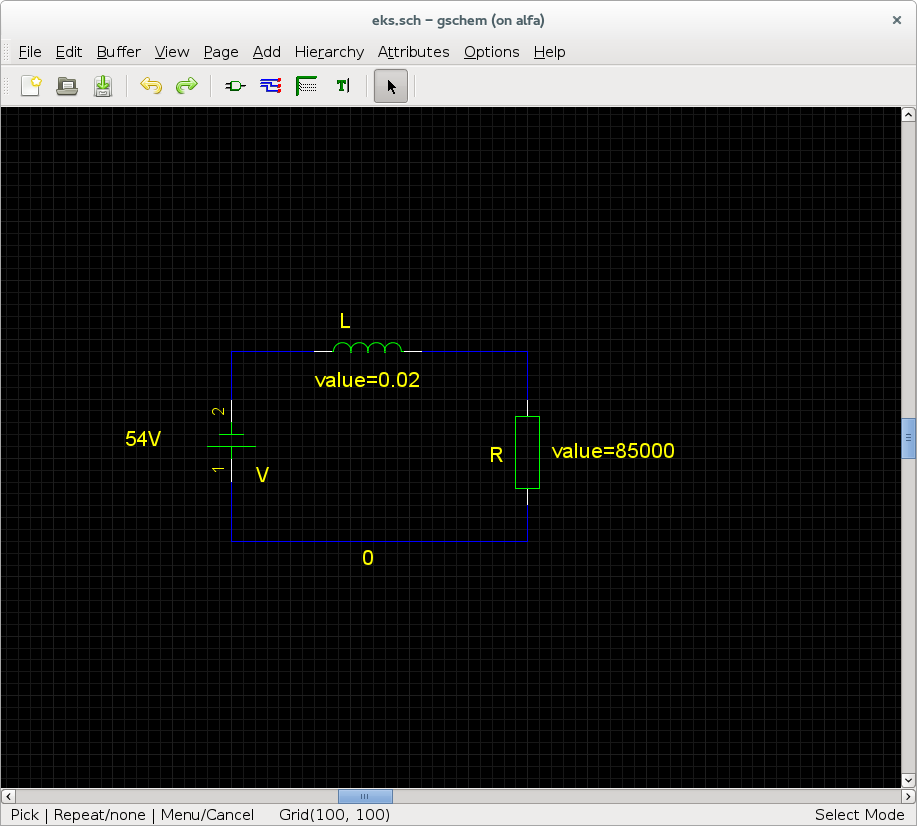 eks.sch – gschem (on alfa)
File Edit Buffer View Page Add Hierarchy Attributes Options Help
T
L
value=0.02
2
54V
1
V
R
value=85000
0
Pick | Repeat/none | Menu/Cancel Grid(100, 100) Select Mode